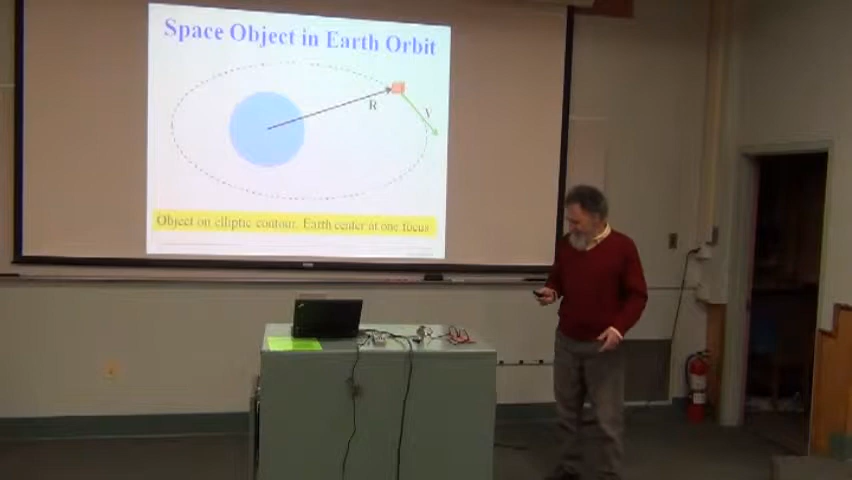 Space Object in Earth Orbit
R
V
Object on elliptic contour. Earth center at one focus